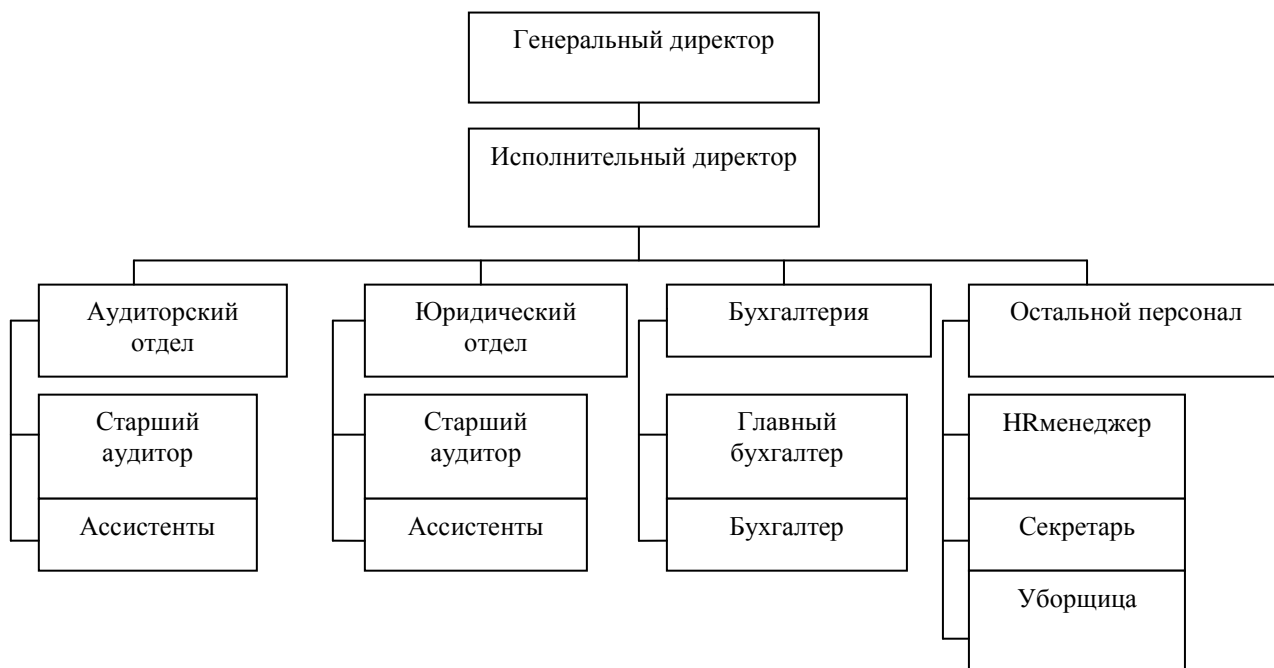 Генеральный директор
Исполнительный директор
Аудиторский
отдел
Юридический
отдел
Бухгалтерия
Остальной персонал
Старший
аудитор
Старший
аудитор
Главный
бухгалтер
HRменеджер
Ассистенты
Ассистенты
Бухгалтер
Секретарь
Уборщица